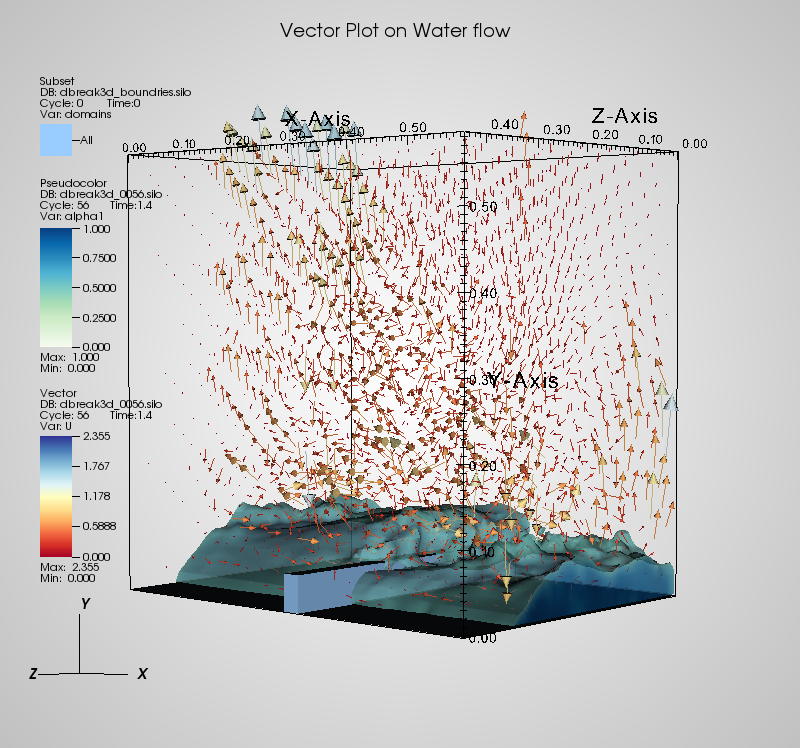 Vector Plot on Water flow
Subset
DB: dbreak3d_boundries.silo
Cycle: 0 Time:0
Var: domains
All
Pseudocolor
DB: dbreak3d_0056.silo
Cycle: 56 Time:1.4
Var: alpha1
1.000
0.7500
0.5000
0.2500
0.000
Max: 1.000
Min: 0.000
Vector
DB: dbreak3d_0056.silo
Cycle: 56 Time:1.4
Var: U
2.355
1.767
1.178
0.5888
0.000
Max: 2.355
Min: 0.000
X-Axis
0.00 0.10 0.20 0.30 0.40 0.50
Z-Axis
0.40 0.30 0.20 0.10 0.00
0.50
0.40
0.30
Y-Axis
0.20
0.10
0.00
Y
Z X